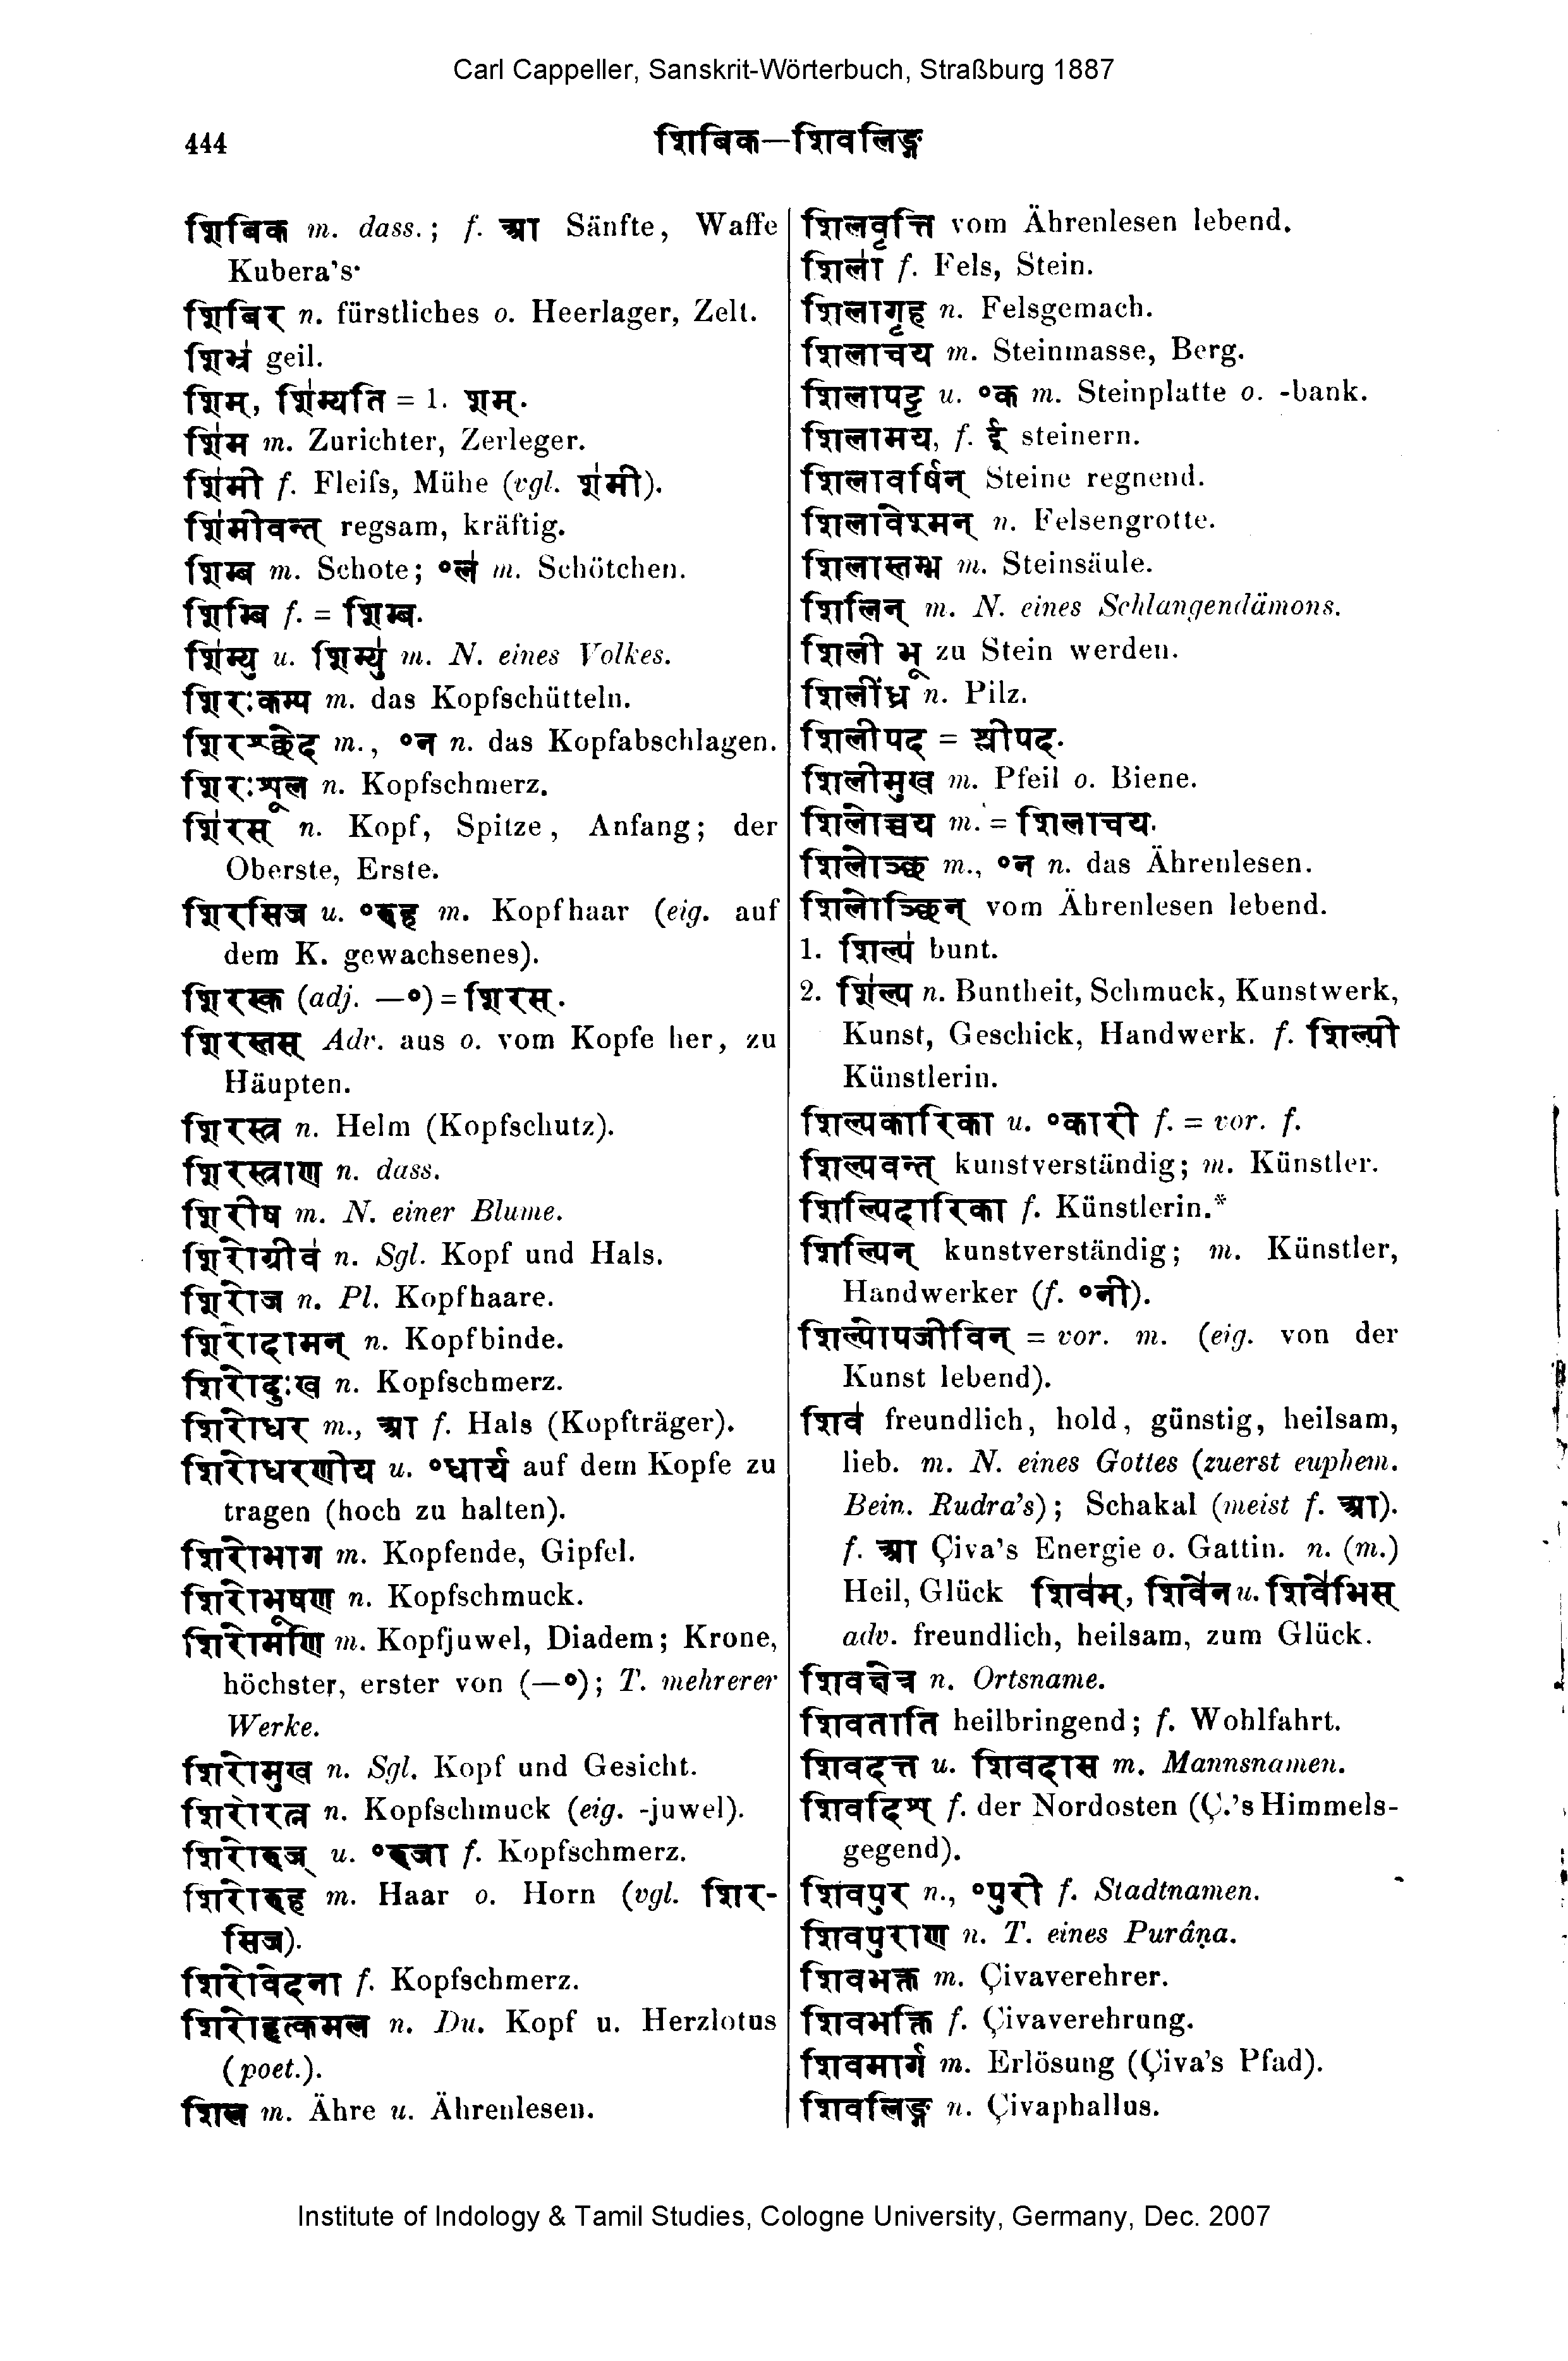 Carl Cappeller, Sanskrit-Wörterbuch, Straßburg 1887
444
शिबिक—शिवलिङ्ग
शिबिक m. dass.; f. आ Sänfte, Waffe
Kubera's·
शिबिर n. fürstliches o. Heerlager, Zelt.
शिभ्र॑ geil.
शिम्, शि॑म्यति = 1. शम्.
शि॑म m. Zurichter, Zerleger.
शि॑मी f. Fleifs, Mühe (vgl. श॑मी).
शि॑मीवन्त् regsam, kräftig.
शिम्ब m. Schote; °ल॑ m. Schötchen.
शिम्बि f. = शिम्ब.
शि॑म्यु u. शिम्यु॑ m. N. eines Volkes.
शिरःकम्प m. das Kopfschütteln.
शिरश्छेद m., °न n. das Kopfabschlagen.
शिरःशूल n. Kopfschmerz.
शि॑रस् n. Kopf, Spitze, Anfang; der
Oberste, Erste.
शिरसिज u. °रुह m. Kopfhaar (eig. auf
dem K. gewachsenes).
शिरस्क (adj. —°) = शिरस्.
शिरस्तस् Adv. aus o. vom Kopfe her, zu
Häupten.
शिरस्त्र n. Helm (Kopfschutz).
शिरस्त्राण n. dass.
शिरीष m. N. einer Blume.
शिरोग्रीव॑ n. Sgl. Kopf und Hals.
शिरोज n. Pl. Kopfhaare.
शिरोदामन् n. Kopfbinde.
शिरोदुःख n. Kopfschmerz.
शिरोधर m., आ f. Hals (Kopfträger).
शिरोधरणीय u. °धार्य auf dem Kopfe zu
tragen (hoch zu halten).
शिरोभाग m. Kopfende, Gipfel.
शिरोभूषण n. Kopfschmuck.
शिरोमणि m. Kopfjuwel, Diadem; Krone,
höchster, erster von (—°); T. mehrerer
Werke.
शिरोमुख n. Sgl. Kopf und Gesicht.
शिरोरत्न n. Kopfschmuck (eig. -juwel).
शिरोरुज् u. °रुजा f. Kopfschmerz.
शिरोरुह m. Haar o. Horn (vgl. शिर-
सिज).
शिरोवेदना f. Kopfschmerz.
शिरोहृत्कमल n. Du. Kopf u. Herzlotus
(poet.).
शिल m. Ähre u. Ährenlesen.
शिलवृत्ति vom Ährenlesen lebend.
शिला॑ f. Fels, Stein.
शिलागृह n. Felsgemach.
शिलाचय m. Steinmasse, Berg.
शिलापट्ट u. °क m. Steinplatte o. -bank.
शिलामय, f. ई steinern.
शिलावर्षिन् Steine regnend.
शिलावेश्मन् n. Felsengrotte.
शिलास्तम्भ m. Steinsäule.
शिलिन् m. N. eines Schlangendämons.
शिली भू zu Stein werden.
शिलींध्र n. Pilz.
शिलीपद = श्लीपद.
शिलीमुख m. Pfeil o. Biene.
शिलोच्चय m. = शिलाचय.
शिलोञ्छ m., °न n. das Ährenlesen.
शिलोञ्छिन् vom Ährenlesen lebend.
1. शिल्प॑ bunt.
2. शि॑ल्प n. Buntheit, Schmuck, Kunstwerk,
Kunst, Geschick, Handwerk. f. शिल्पी
Künstlerin.
शिल्पकारिका u. °कारी f. = vor. f.
शिल्पवन्त् kunstverständig; m. Künstler.
शिल्पिदारिका f. Künstlerin.*
शिल्पिन् kunstverständig; m. Künstler,
Handwerker (f. °नी).
शिल्पोपजीविन् = vor. m. (eig. von der
Kunst lebend).
शिव॑ freundlich, hold, günstig, heilsam,
lieb. m. N. eines Gottes (zuerst euphem.
Bein. Rudra's); Schakal (meist f. आ).
f. आ Çiva's Energie o. Gattin. n. (m.)
Heil, Glück शिव॑म्, शिवे॑न u. शिवे॑भिस्
adv. freundlich, heilsam, zum Glück.
शिवक्षेत्र n. Ortsname.
शिवताति heilbringend; f. Wohlfahrt.
शिवदत्त u. शिवदास m. Mannsnamen.
शिवदिश् f. der Nordosten (Ç.'s Himmels-
gegend).
शिवपुर n., °पुरी f. Stadtnamen.
शिवपुराण n. T. eines Purâṇa.
शिवभक्त m. Çivaverehrer.
शिवभक्ति f. Çivaverehrung.
शिवमार्ग m. Erlösung (Çiva's Pfad).
शिवलिङ्ग n. Çivaphallus.
Institute of Indology & Tamil Studies, Cologne University, Germany, Dec. 2007